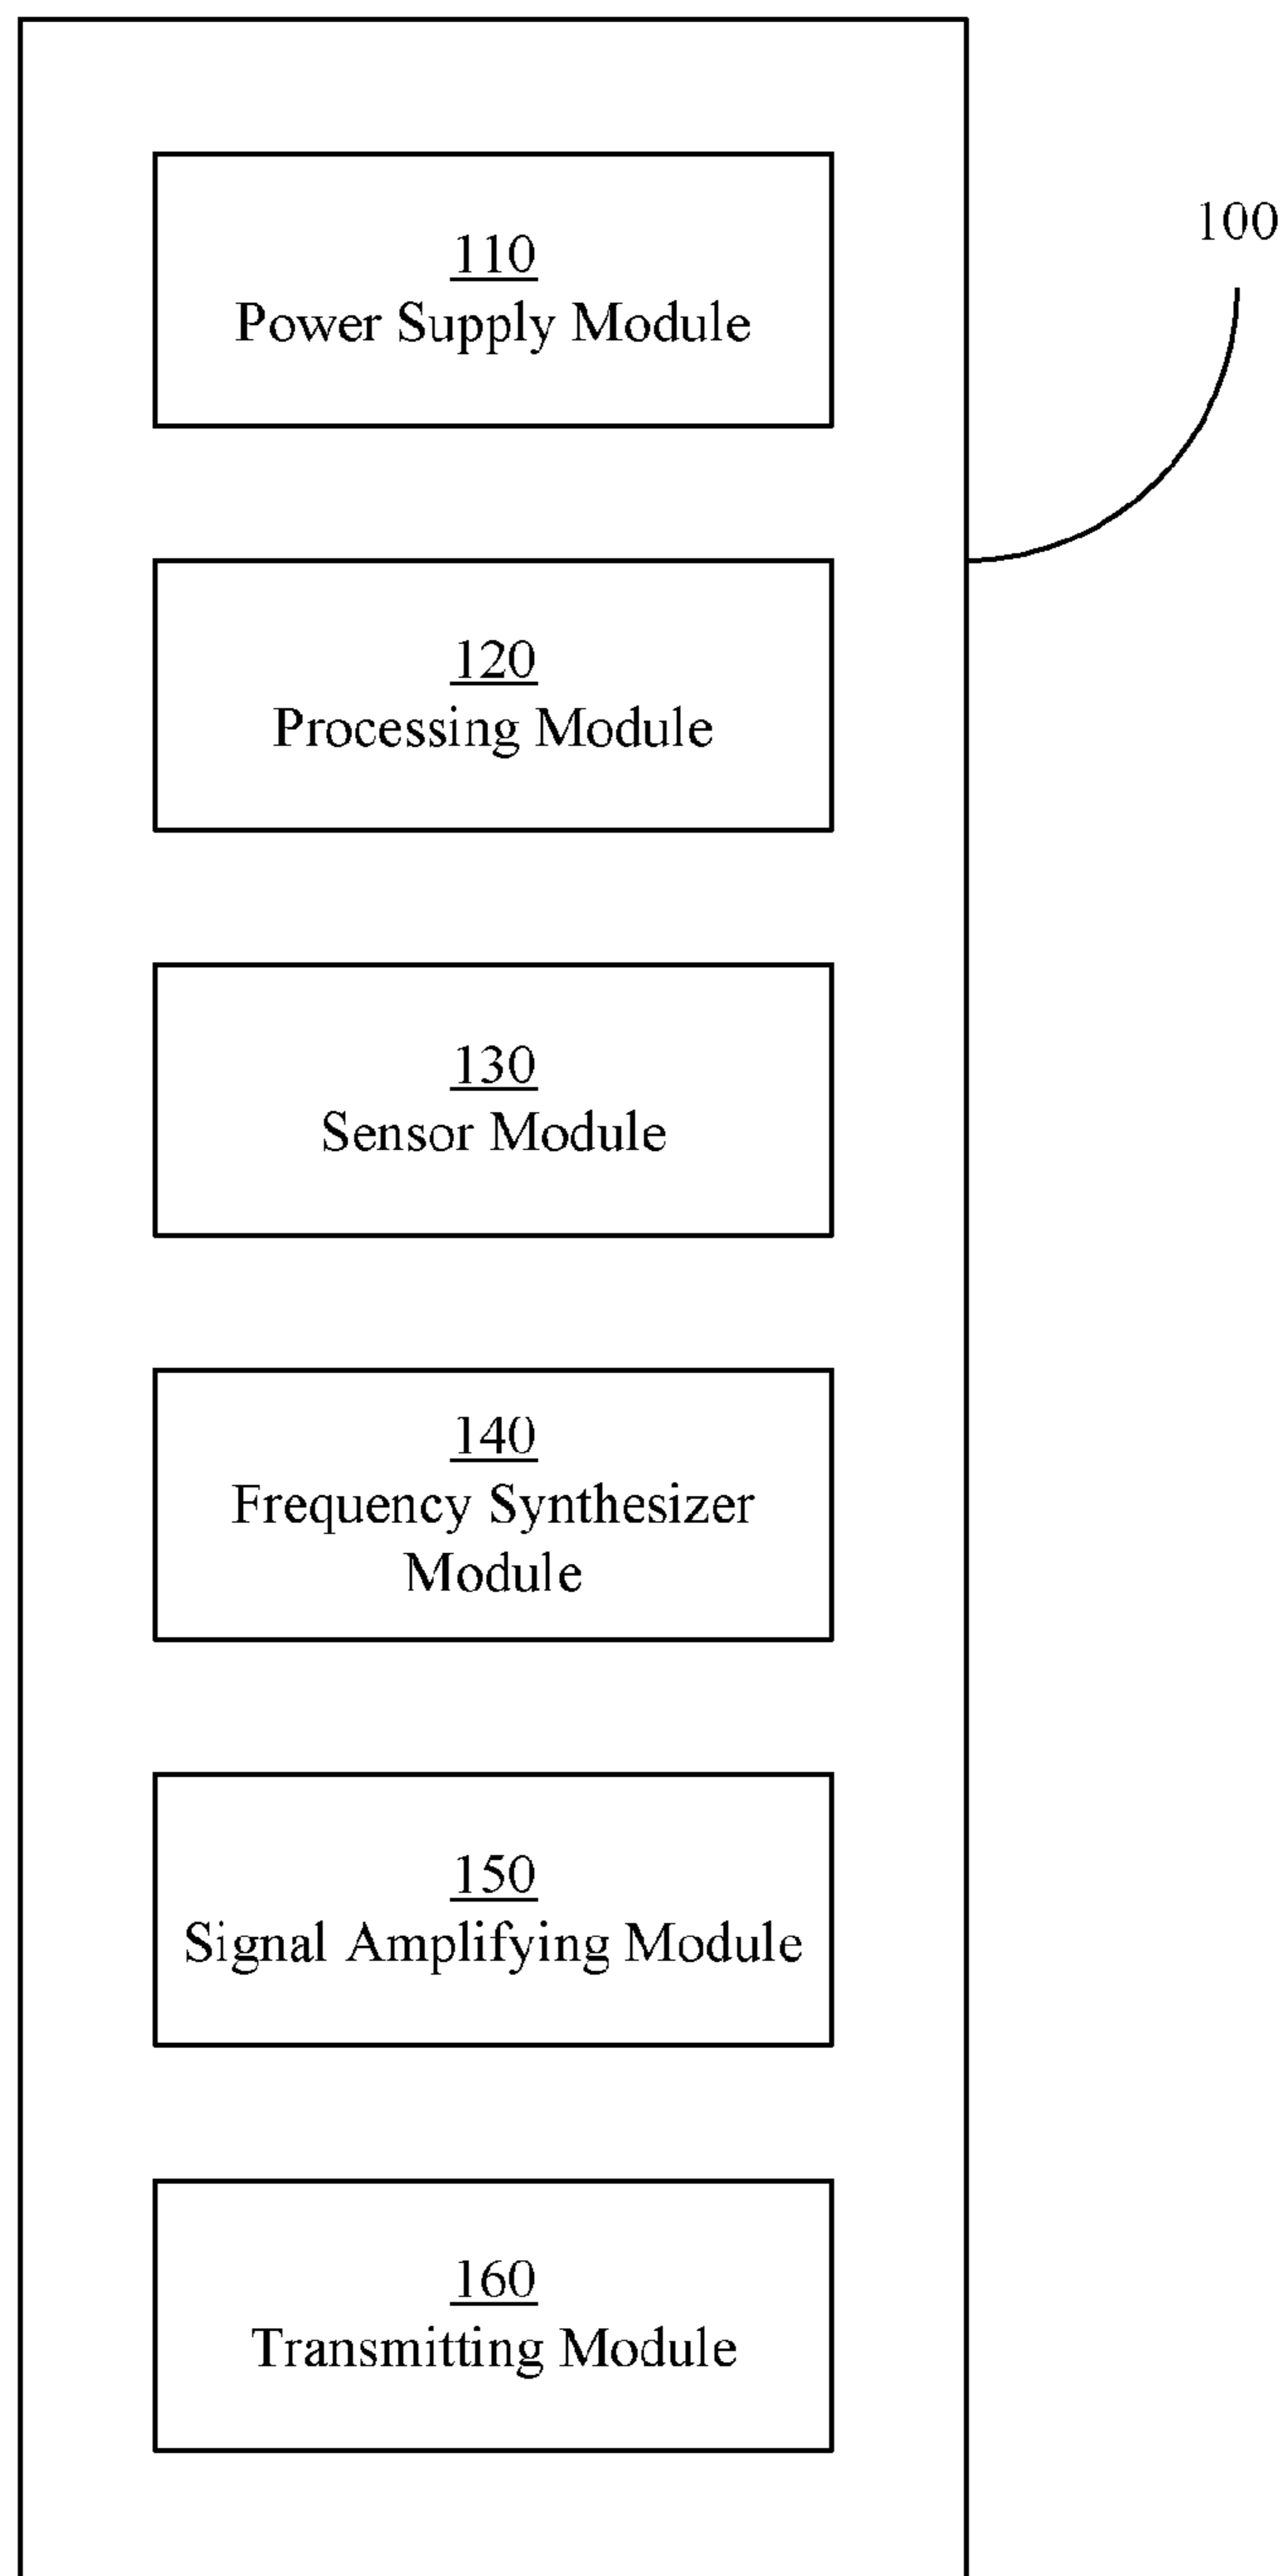 100
110
Power Supply Module
120
Processing Module
130
Sensor Module
140
Frequency Synthesizer
Module
150
Signal Amplifying Module
160
Transmitting Module